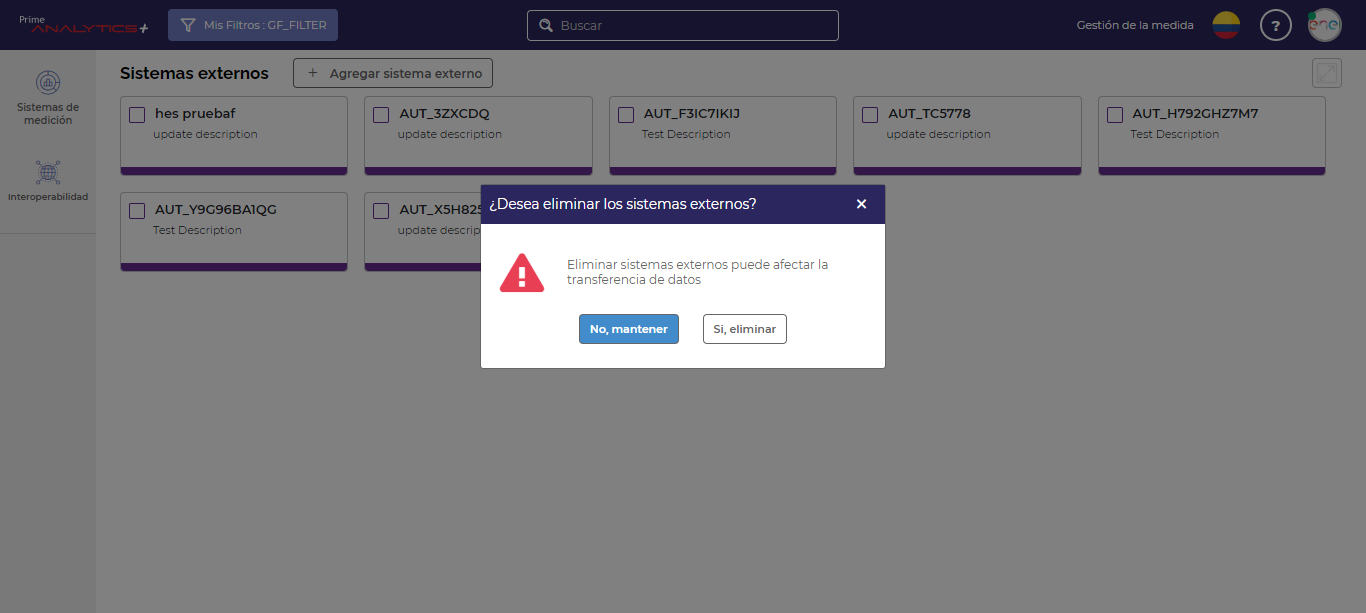 Prime
ANALYTICS+
Mis Filtros : GF_FILTER
Buscar
Gestión de la medida
?
ene
Sistemas de
medición
Interoperabilidad
Sistemas externos
+ Agregar sistema externo
hes pruebaf
update description
AUT_3ZXCDQ
update description
AUT_F3IC7IKIJ
Test Description
AUT_TC5778
update description
AUT_H792GHZ7M7
Test Description
AUT_Y9G96BA1QG
Test Description
AUT_X5H825
update descrip
¿Desea eliminar los sistemas externos?
Eliminar sistemas externos puede afectar la
transferencia de datos
No, mantener
Si, eliminar